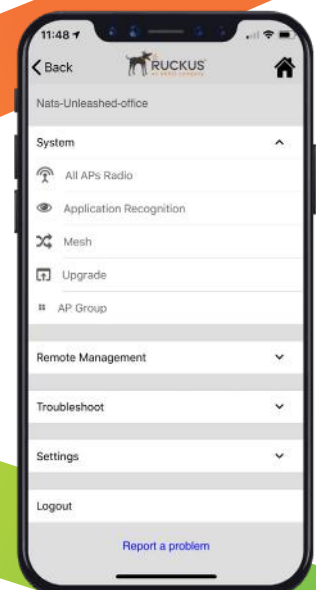 11:48
Back
RUCKUS
Nats-Unleashed-office
System
All APs Radio
Application Recognition
Mesh
Upgrade
AP Group
Remote Management
Troubleshoot
Settings
Logout
Report a problem